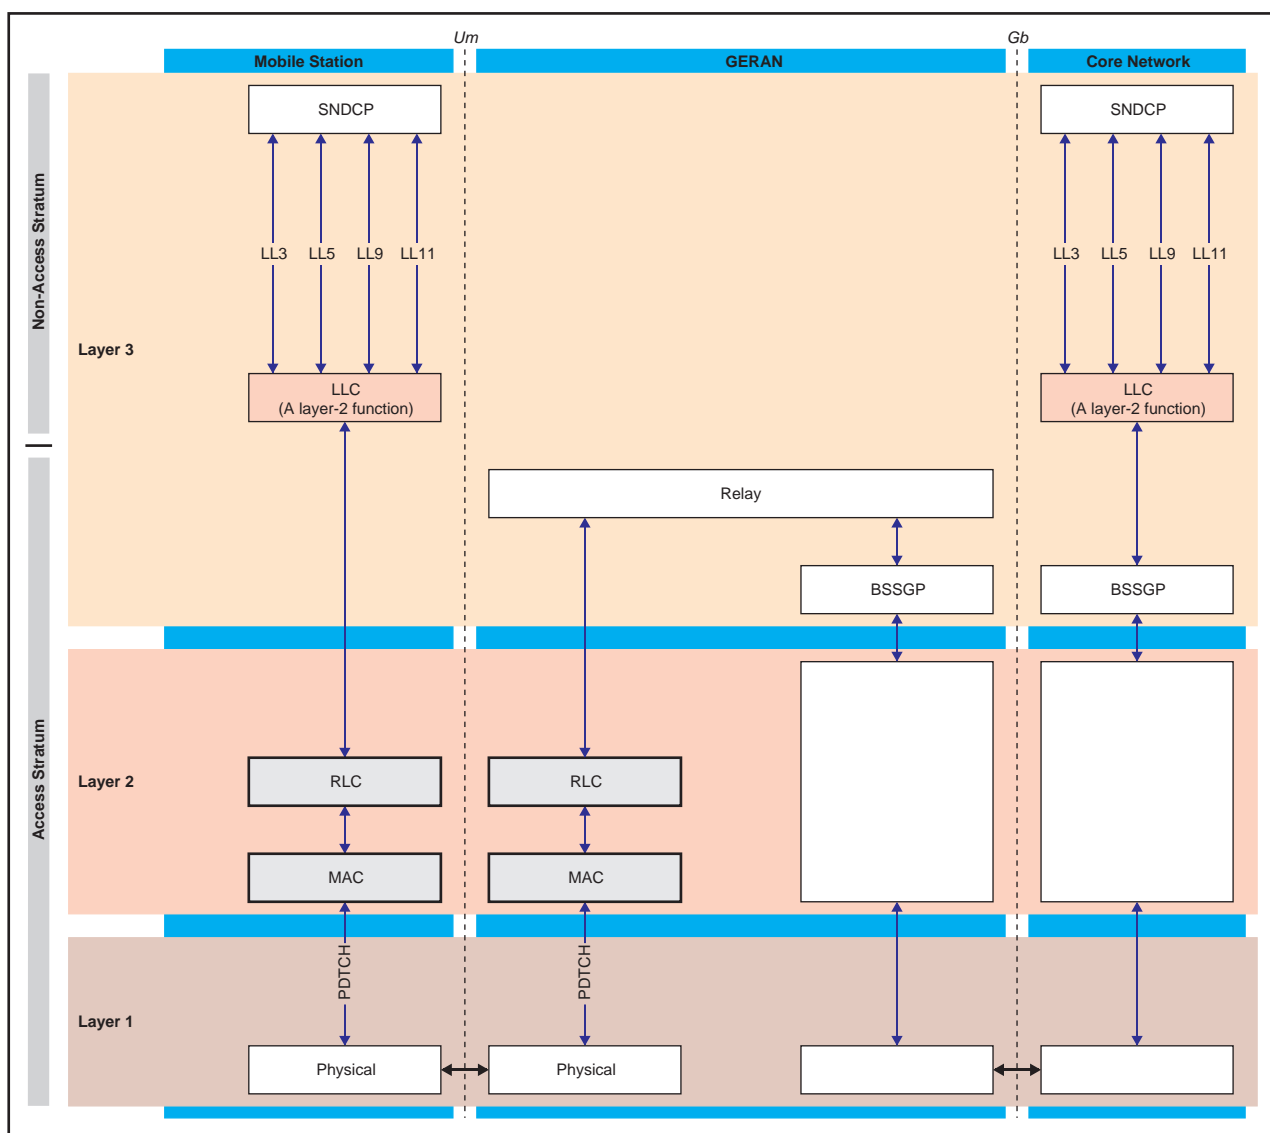 Um
Gb
Mobile Station
GERAN
Core Network
SNDCP
SNDCP
Non-Access Stratum
LL3
LL5
LL9
LL11
LL3
LL5
LL9
LL11
Layer 3
LLC
(A layer-2 function)
LLC
(A layer-2 function)
Relay
BSSGP
BSSGP
Access Stratum
Layer 2
RLC
RLC
MAC
MAC
PDTCH
PDTCH
Layer 1
Physical
Physical